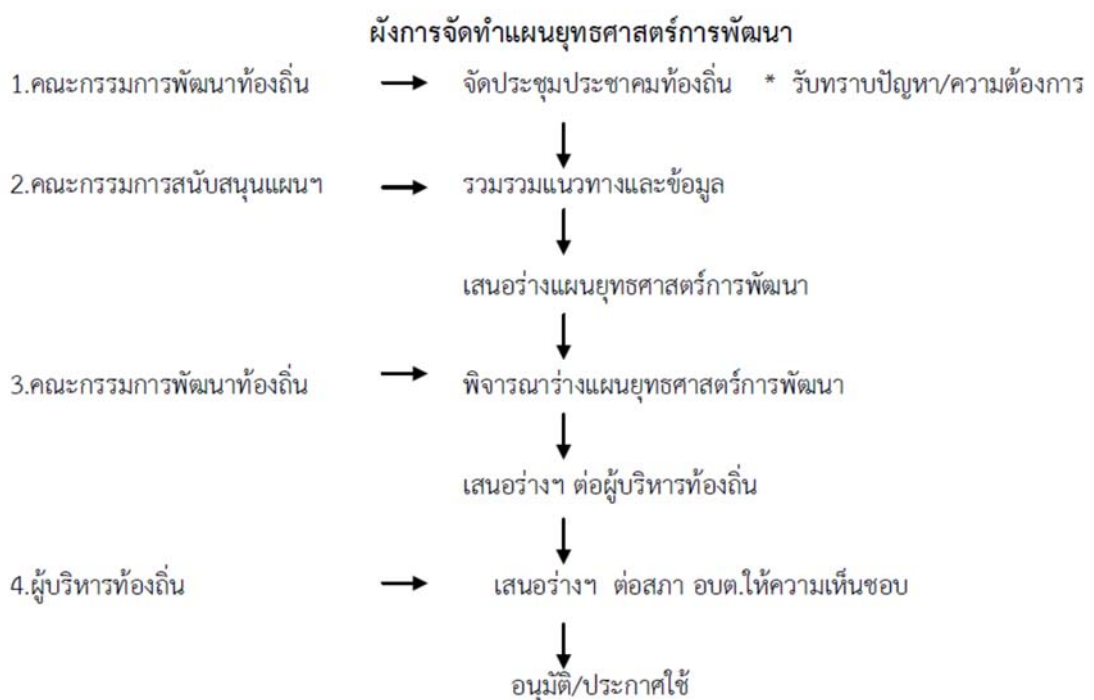 ผังการจัดทำแผนยุทธศาสตร์การพัฒนา
1.คณะกรรมการพัฒนาท้องถิ่น จัดประชุมประชาคมท้องถิ่น * รับทราบปัญหา/ความต้องการ
2.คณะกรรมการสนับสนุนแผนฯ รวมรวมแนวทางและข้อมูล
เสนอร่างแผนยุทธศาสตร์การพัฒนา
3.คณะกรรมการพัฒนาท้องถิ่น พิจารณาร่างแผนยุทธศาสตร์การพัฒนา
เสนอร่างฯ ต่อผู้บริหารท้องถิ่น
4.ผู้บริหารท้องถิ่น เสนอร่างฯ ต่อสภา อบต.ให้ความเห็นชอบ
อนุมัติ/ประกาศใช้